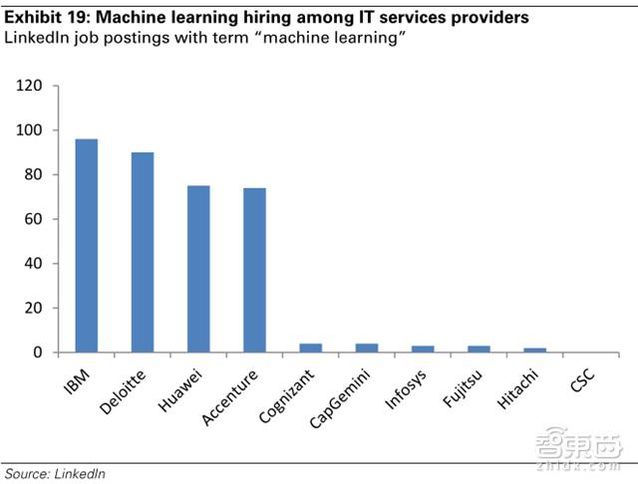 Exhibit 19: Machine learning hiring among IT services providers
LinkedIn job postings with term “machine learning”
120
100
80
60
40
20
0
IBM
Deloitte
Huawei
Accenture
Cognizant
CapGemini
Infosys
Fujitsu
Hitachi
CSC
智東西
zhidx.com
Source: LinkedIn